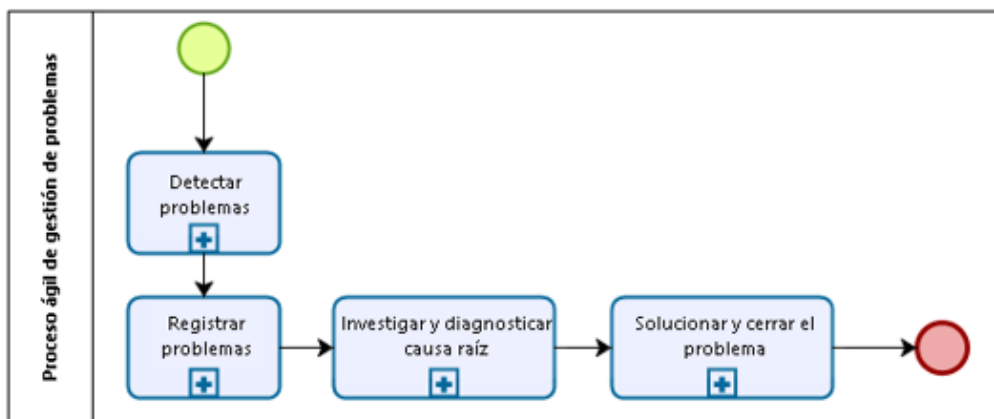 Proceso ágil de gestión de problemas
Detectar
problemas
Registrar
problemas
Investigar y diagnosticar
causa raíz
Solucionar y cerrar el
problema